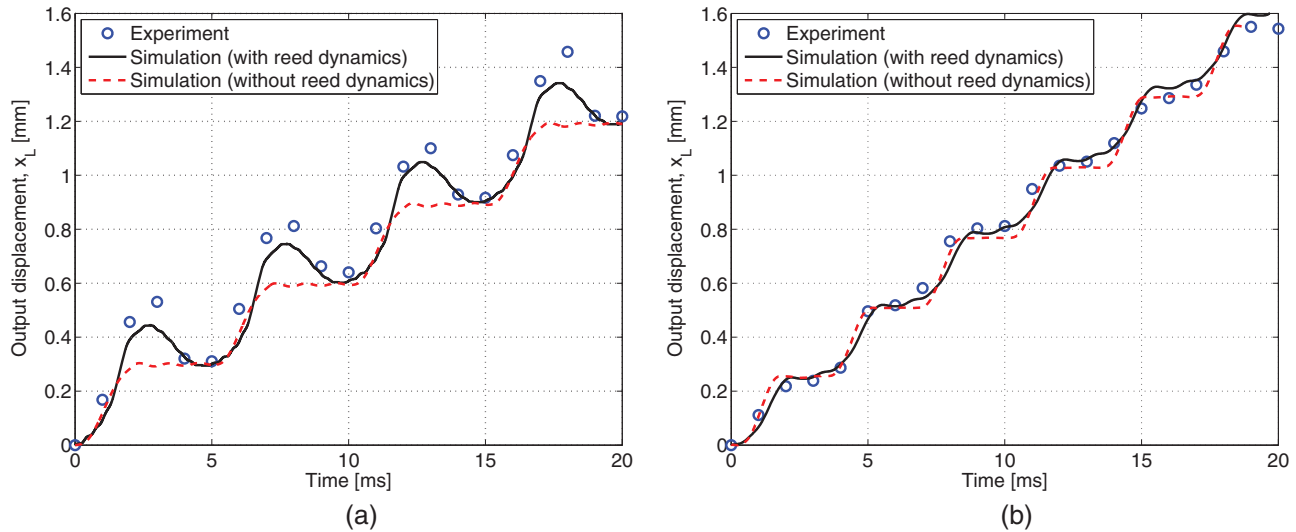 1.6
1.4
1.2
1
0.8
0.6
0.4
0.2
0
Output displacement, x_L [mm]
Experiment
Simulation (with reed dynamics)
Simulation (without reed dynamics)
0 5 10 15 20
Time [ms]
(a)
1.6
1.4
1.2
1
0.8
0.6
0.4
0.2
0
Output displacement, x_L [mm]
Experiment
Simulation (with reed dynamics)
Simulation (without reed dynamics)
0 5 10 15 20
Time [ms]
(b)